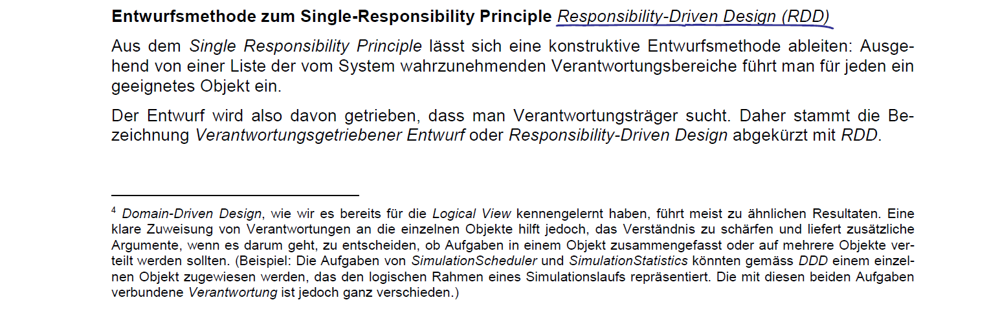 Entwurfsmethode zum Single-Responsibility Principle Responsibility-Driven Design (RDD)
Aus dem Single Responsibility Principle lässt sich eine konstruktive Entwurfsmethode ableiten: Ausge-
hend von einer Liste der vom System wahrzunehmenden Verantwortungsbereiche führt man für jeden ein
geeignetes Objekt ein.
Der Entwurf wird also davon getrieben, dass man Verantwortungsträger sucht. Daher stammt die Be-
zeichnung Verantwortungsgetriebener Entwurf oder Responsibility-Driven Design abgekürzt mit RDD.
4 Domain-Driven Design, wie wir es bereits für die Logical View kennengelernt haben, führt meist zu ähnlichen Resultaten. Eine
klare Zuweisung von Verantwortungen an die einzelnen Objekte hilft jedoch, das Verständnis zu schärfen und liefert zusätzliche
Argumente, wenn es darum geht, zu entscheiden, ob Aufgaben in einem Objekt zusammengefasst oder auf mehrere Objekte ver-
teilt werden sollten. (Beispiel: Die Aufgaben von SimulationScheduler und SimulationStatistics könnten gemäss DDD einem einzel-
nen Objekt zugewiesen werden, das den logischen Rahmen eines Simulationslaufs repräsentiert. Die mit diesen beiden Aufgaben
verbundene Verantwortung ist jedoch ganz verschieden.)